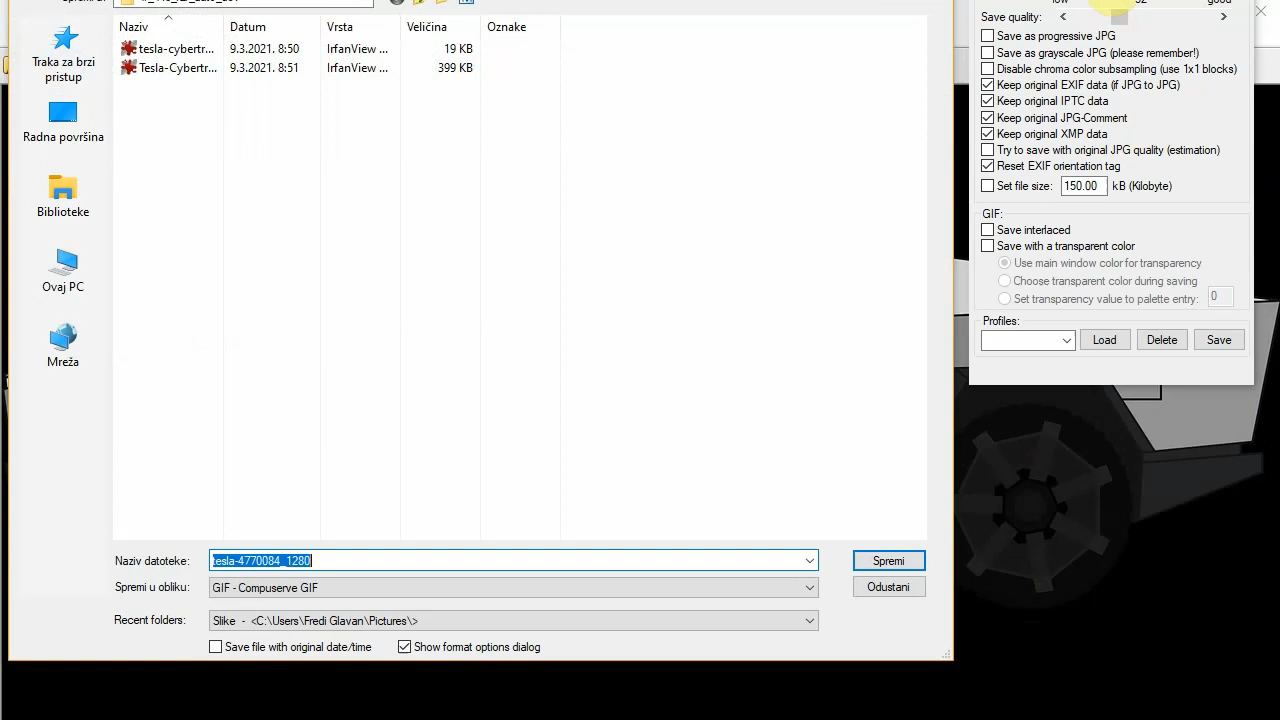 Naziv Datum Vrsta Veličina Oznake
tesla-cybertr... 9.3.2021. 8:50 IrfanView ... 19 KB
Tesla-Cybertr... 9.3.2021. 8:51 IrfanView ... 399 KB
Traka za brzi
pristup
Radna površina
Biblioteke
Ovaj PC
Mreža
Naziv datoteke: tesla-4770084_1280 Spremi
Spremi u obliku: GIF - Compuserve GIF Odustani
Recent folders: Slike - <C:\Users\Fredi Glavan\Pictures\>
Save file with original date/time Show format options dialog
Save quality: < >
Save as progressive JPG
Save as grayscale JPG (please remember!)
Disable chroma color subsampling (use 1x1 blocks)
Keep original EXIF data (if JPG to JPG)
Keep original IPTC data
Keep original JPG-Comment
Keep original XMP data
Try to save with original JPG quality (estimation)
Reset EXIF orientation tag
Set file size: 150.00 kB (Kilobyte)
GIF:
Save interlaced
Save with a transparent color
Use main window color for transparency
Choose transparent color during saving
Set transparency value to palette entry: 0
Profiles:
Load Delete Save